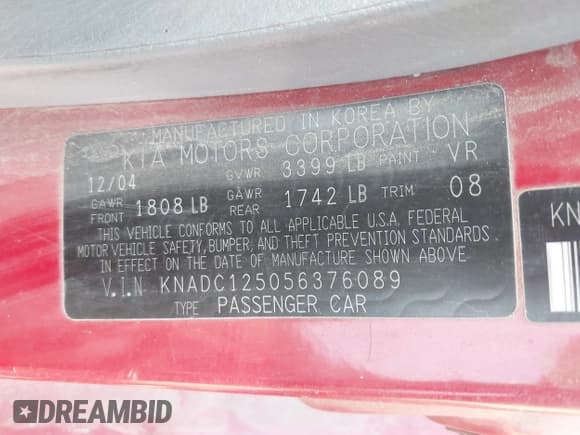 MANUFACTURED IN KOREA BY
KIA MOTORS CORPORATION
12/04 GVWR 3399 LB PAINT VR
GAWR FRONT 1808 LB GAWR REAR 1742 LB TRIM 08
THIS VEHICLE CONFORMS TO ALL APPLICABLE U.S.A. FEDERAL
MOTOR VEHICLE SAFETY, BUMPER, AND THEFT PREVENTION STANDARDS
IN EFFECT ON THE DATE OF MANUFACTURE SHOWN ABOVE
V.I.N KNADC125056376089
TYPE PASSENGER CAR
KN
DREAMBID